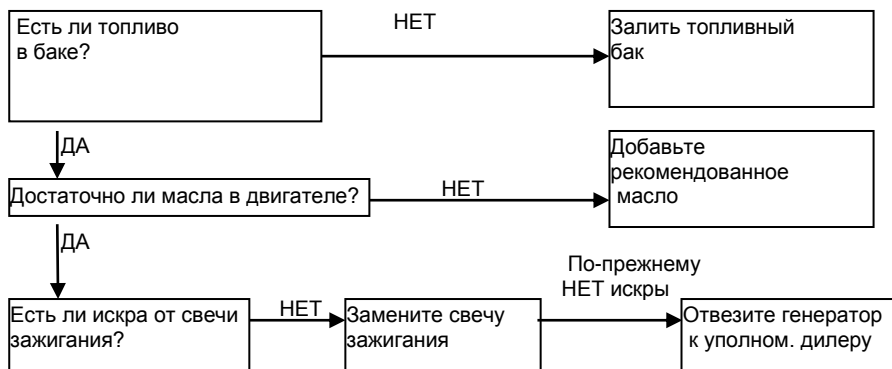 Есть ли топливо
в баке?
НЕТ
Залить топливный
бак
ДА
Достаточно ли масла в двигателе?
НЕТ
Добавьте
рекомендованное
масло
ДА
Есть ли искра от свечи
зажигания?
НЕТ
Замените свечу
зажигания
По-прежнему
НЕТ искры
Отвезите генератор
к уполном. дилеру